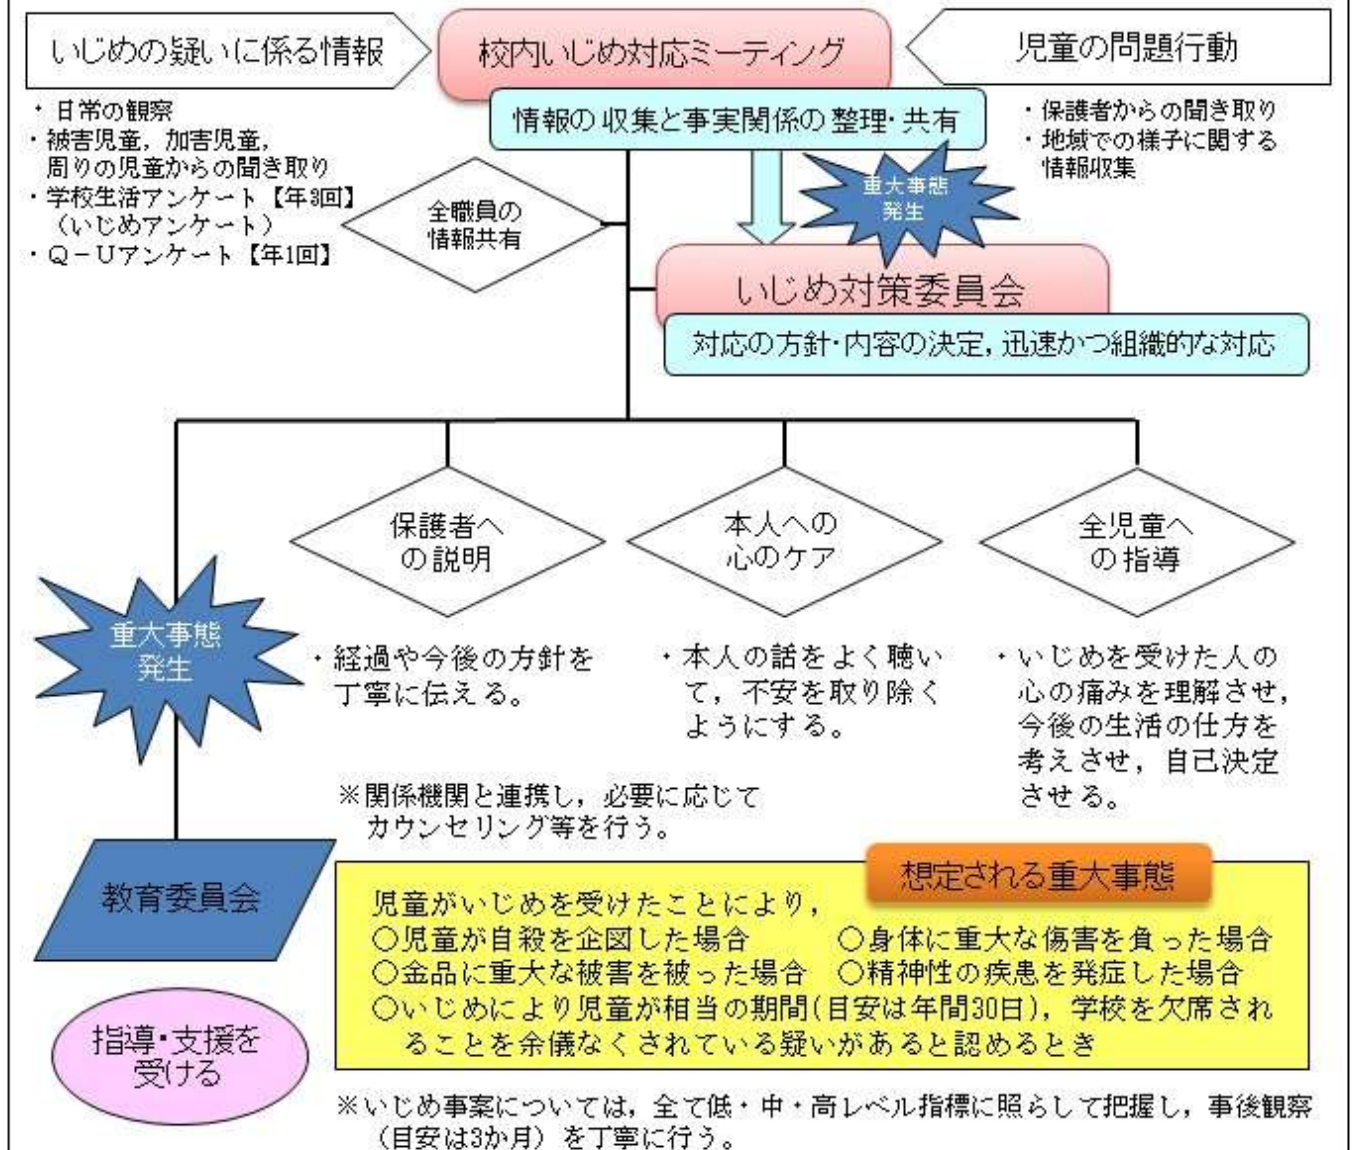 いじめの疑いに係る情報
校内いじめ対応ミーティング
児童の問題行動
情報の収集と事実関係の整理・共有
・日常の観察
・被害児童，加害児童，
周りの児童からの聞き取り
・学校生活アンケート【年3回】
（いじめアンケート）
・Q－Uアンケート【年1回】
・保護者からの聞き取り
・地域での様子に関する
情報収集
全職員の
情報共有
重大事態
発生
いじめ対策委員会
対応の方針・内容の決定，迅速かつ組織的な対応
保護者へ
の説明
本人への
心のケア
全児童へ
の指導
重大事態
発生
・経過や今後の方針を
丁寧に伝える。
・本人の話をよく聴い
て，不安を取り除く
ようにする。
・いじめを受けた人の
心の痛みを理解させ，
今後の生活の仕方を
考えさせ，自己決定
させる。
※関係機関と連携し，必要に応じて
カウンセリング等を行う。
教育委員会
指導・支援を
受ける
想定される重大事態
児童がいじめを受けたことにより，
○児童が自殺を企図した場合　○身体に重大な傷害を負った場合
○金品に重大な被害を被った場合　○精神性の疾患を発症した場合
○いじめにより児童が相当の期間(目安は年間30日)，学校を欠席され
ることを余儀なくされている疑いがあると認めるとき
※いじめ事案については，全て低・中・高レベル指標に照らして把握し，事後観察
（目安は3か月）を丁寧に行う。